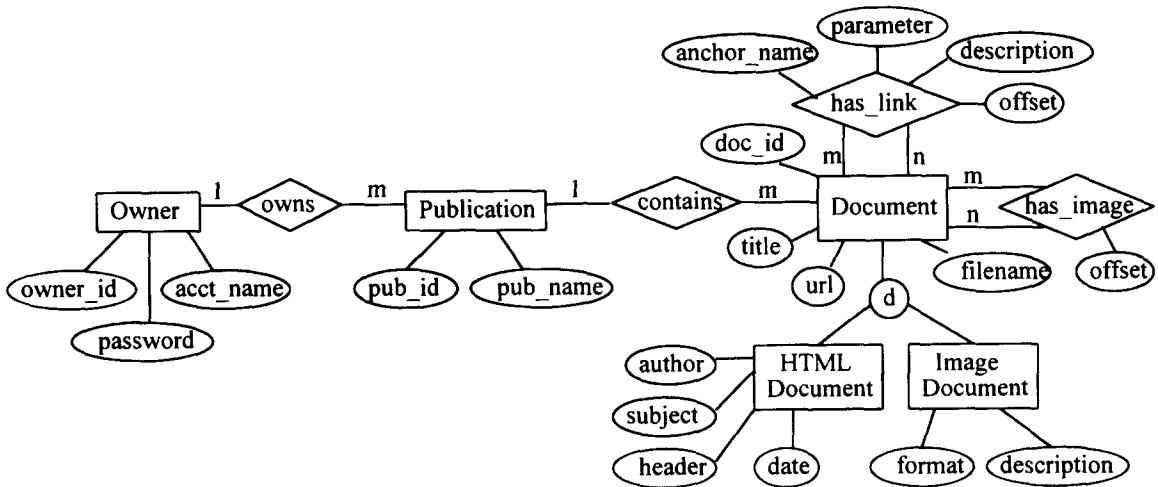 parameter
anchor_name
description
has_link
offset
doc_id
m
n
1
m
1
m
m
Owner
owns
Publication
contains
Document
n
has_image
title
owner_id
acct_name
pub_id
pub_name
url
filename
offset
d
password
author
HTML
Document
Image
Document
subject
header
date
format
description